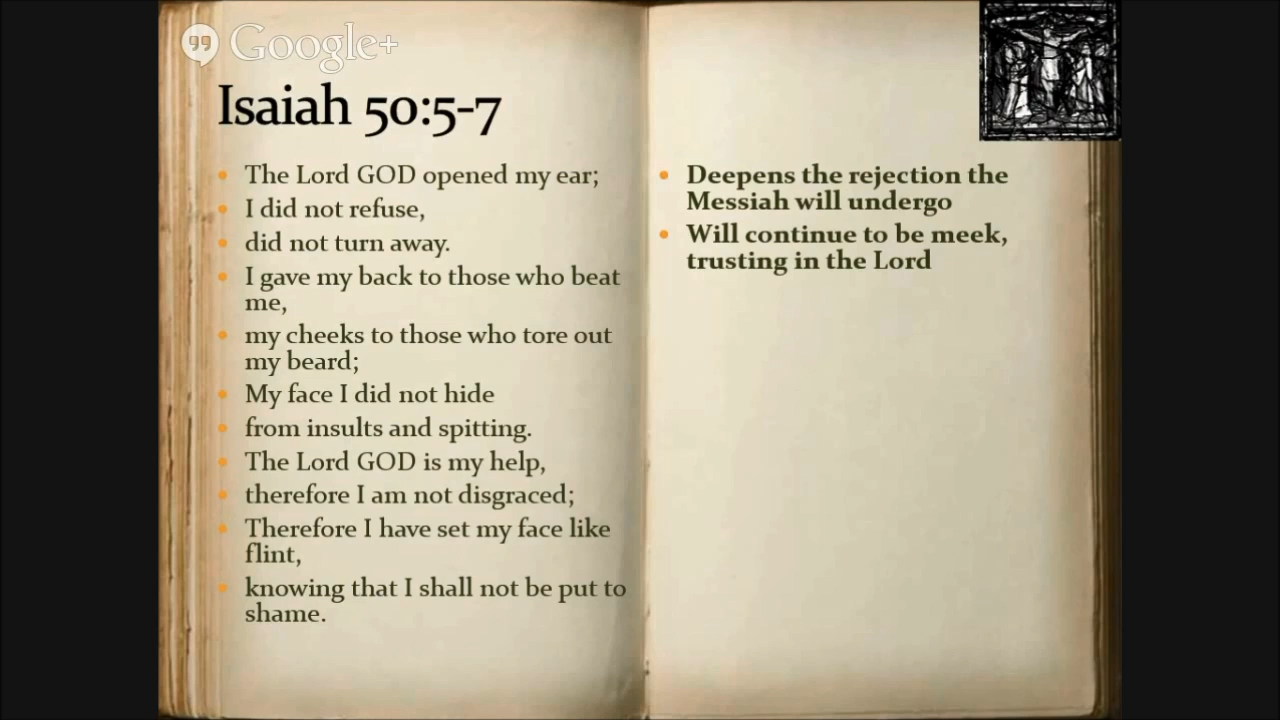 Google+
Isaiah 50:5-7
The Lord GOD opened my ear;
I did not refuse,
did not turn away.
I gave my back to those who beat
me,
my cheeks to those who tore out
my beard;
My face I did not hide
from insults and spitting.
The Lord GOD is my help,
therefore I am not disgraced;
Therefore I have set my face like
flint,
knowing that I shall not be put to
shame.
Deepens the rejection the
Messiah will undergo
Will continue to be meek,
trusting in the Lord